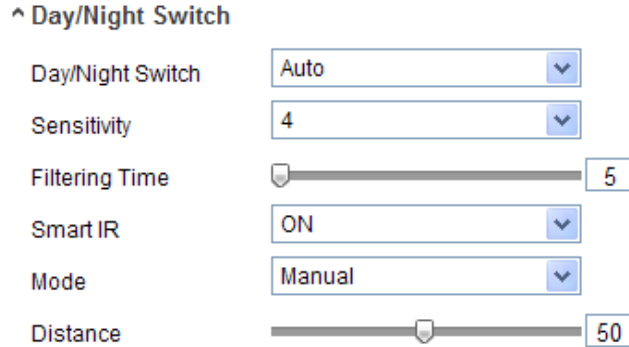 Day/Night Switch
Day/Night Switch Auto
Sensitivity 4
Filtering Time 5
Smart IR ON
Mode Manual
Distance 50